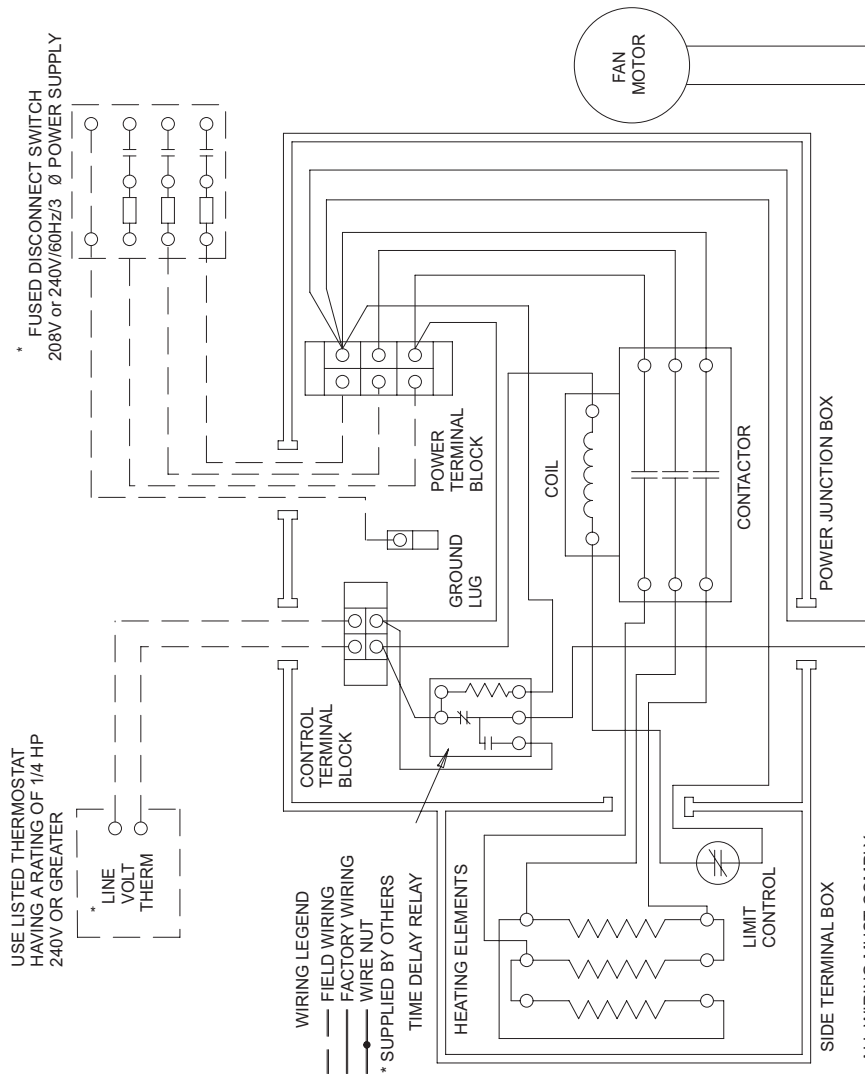 *
FUSED DISCONNECT SWITCH
208V or 240V/60Hz/3 Ø POWER SUPPLY
FAN
MOTOR
USE LISTED THERMOSTAT
HAVING A RATING OF 1/4 HP
240V OR GREATER
*
LINE
VOLT
THERM
POWER
TERMINAL
BLOCK
GROUND
LUG
CONTROL
TERMINAL
BLOCK
COIL
CONTACTOR
POWER JUNCTION BOX
WIRING LEGEND
FIELD WIRING
FACTORY WIRING
WIRE NUT
* SUPPLIED BY OTHERS
TIME DELAY RELAY
HEATING ELEMENTS
LIMIT
CONTROL
SIDE TERMINAL BOX